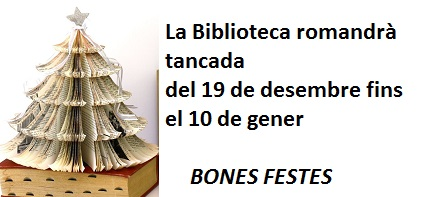 La Biblioteca romandrà
tancada
del 19 de desembre fins
el 10 de gener
BONES FESTES